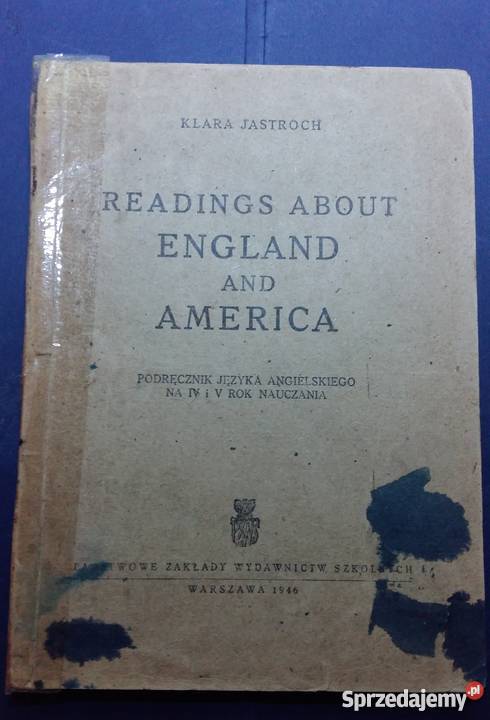 KLARA JASTROCH
READINGS ABOUT
ENGLAND
AND
AMERICA
PODRĘCZNIK JĘZYKA ANGIELSKIEGO
NA IV i V ROK NAUCZANIA
ZAKŁADY WYDAWNICTW SZKOLNYCH
WARSZAWA 1946
Sprzedajemy.pl